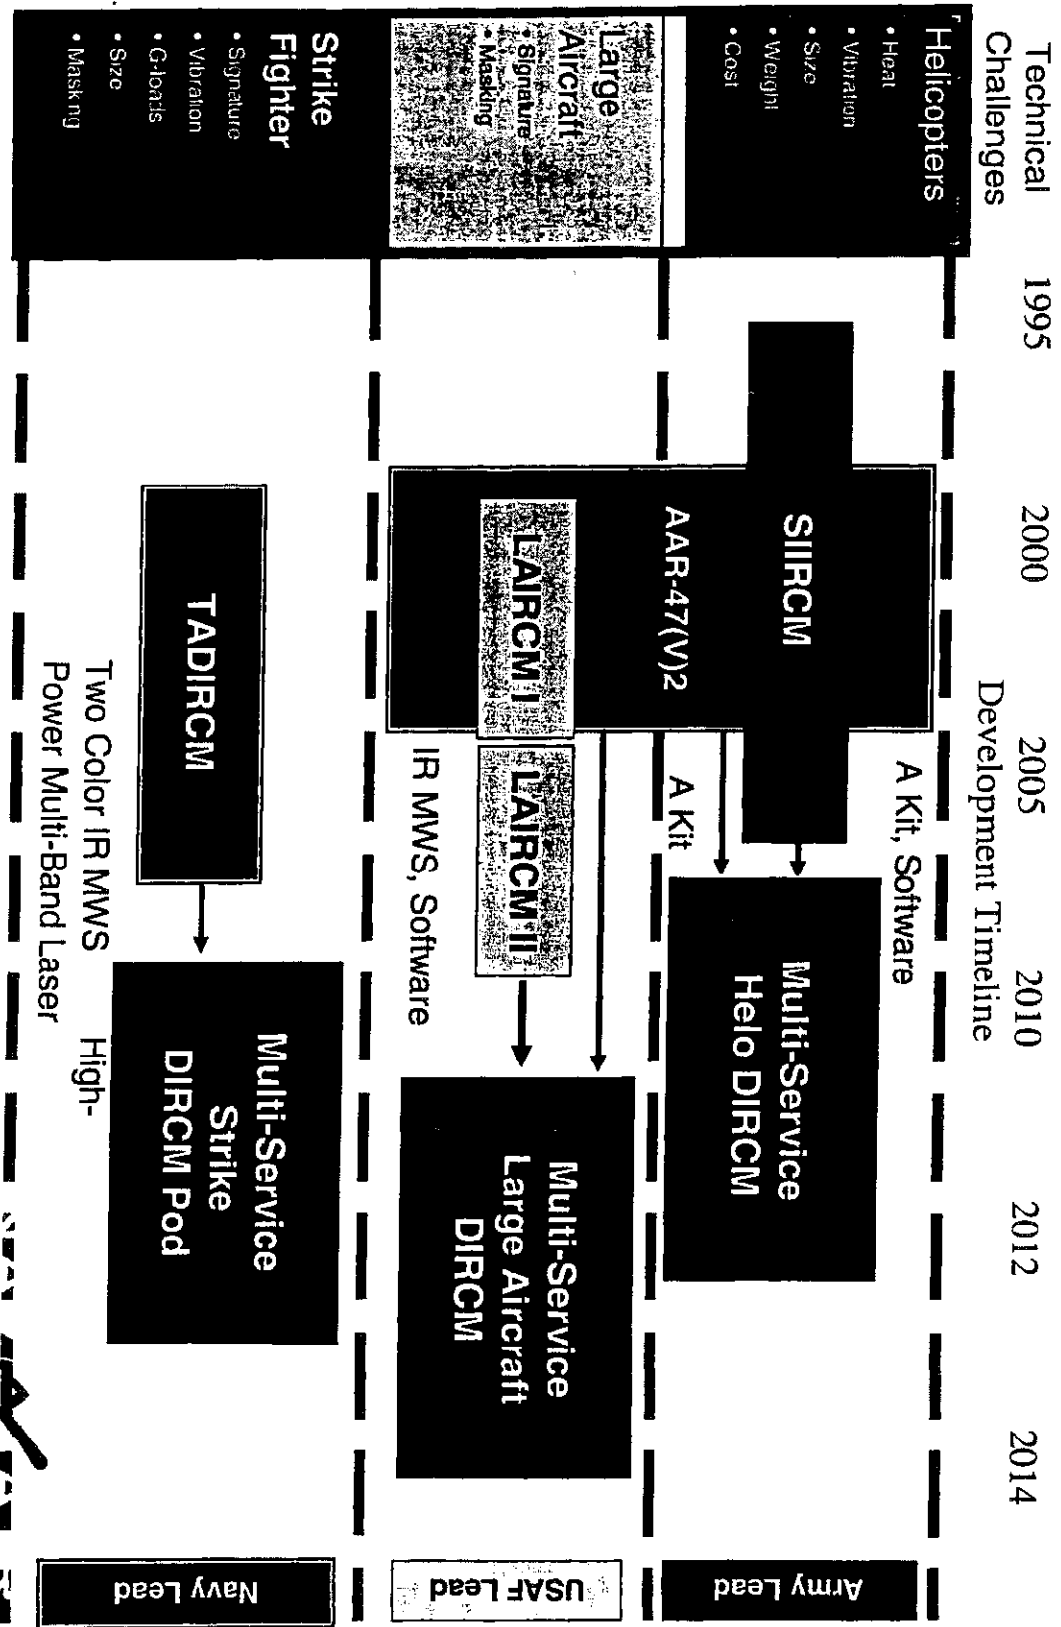 Technical
Challenges
1995
2000
2005
2010
2012
2014
Development Timeline
Helicopters
• Heat
• Vibration
• Size
• Weight
• Cost
SIIRCM
A Kit, Software
Multi-Service
Helo DIRCM
Army Lead
AAR-47(V)2
A Kit
Large
Aircraft
• Signature
• Masking
LAIRCM I
LAIRCM II
IR MWS, Software
Multi-Service
Large Aircraft
DIRCM
USAF Lead
Strike
Fighter
• Signature
• Vibration
• G-loads
• Size
• Masking
TADIRCM
Two Color IR MWS High-
Power Multi-Band Laser
Multi-Service
Strike
DIRCM Pod
Navy Lead